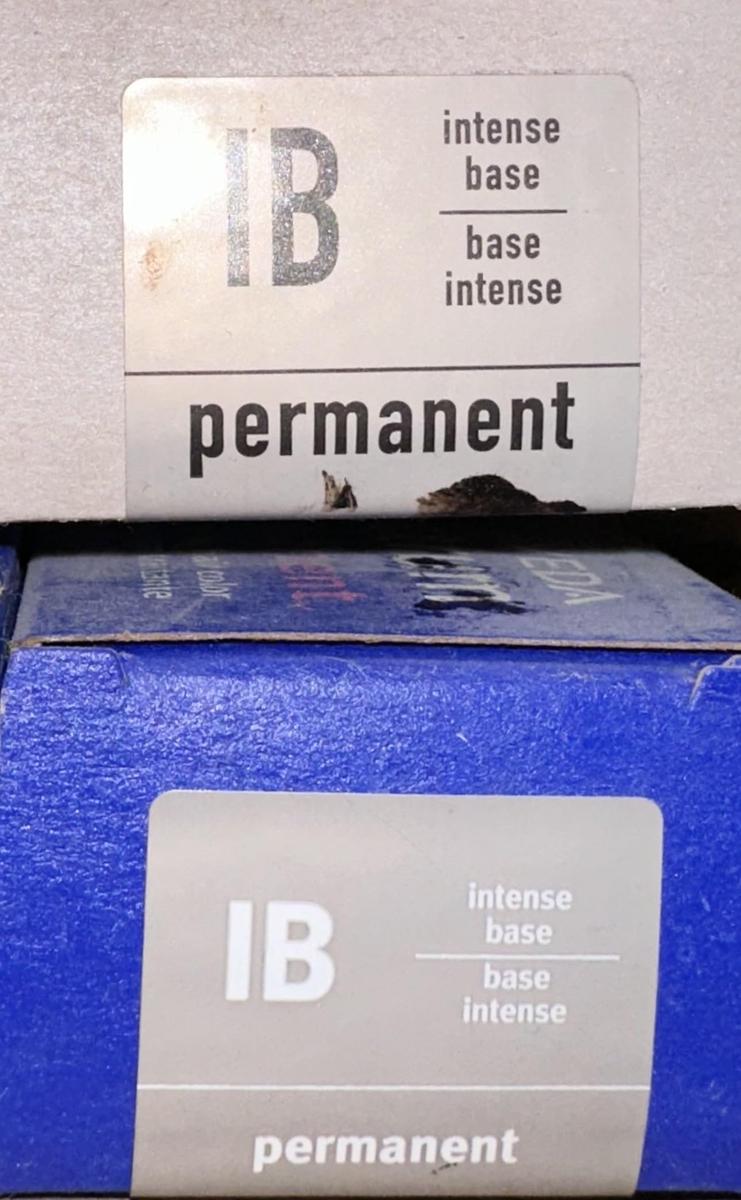 IB
intense
base
base
intense
permanent
IB
intense
base
base
intense
permanent